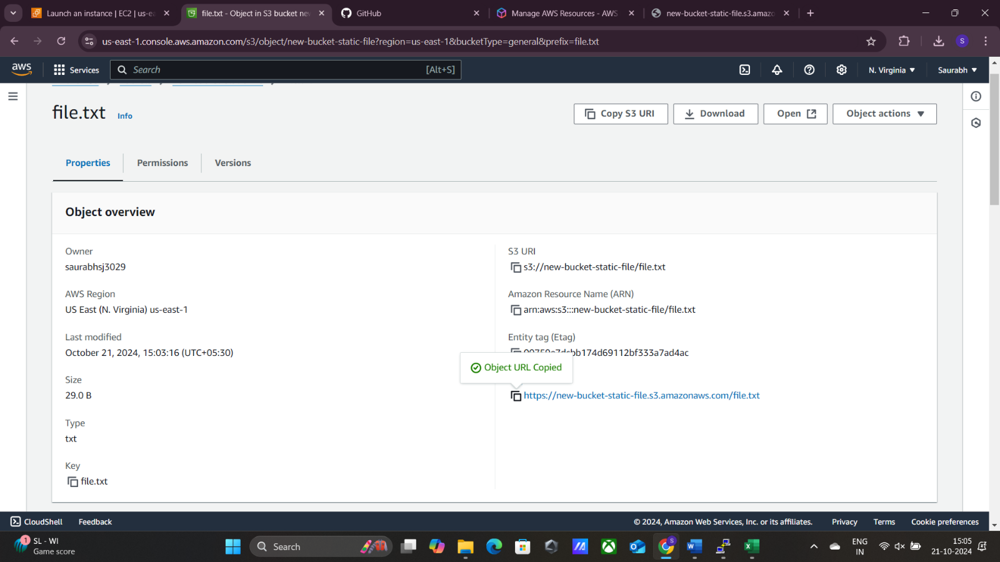 Launch an instance | EC2 | us-ea
file.txt - Object in S3 bucket new
GitHub
Manage AWS Resources - AWS
new-bucket-static-file.s3.amazo
us-east-1.console.aws.amazon.com/s3/object/new-bucket-static-file?region=us-east-1&bucketType=general&prefix=file.txt
S
aws
Services
Search
[Alt+S]
N. Virginia
Saurabh
file.txt
Info
Copy S3 URI
Download
Open
Object actions
Properties
Permissions
Versions
Object overview
Owner
saurabhsj3029
AWS Region
US East (N. Virginia) us-east-1
Last modified
October 21, 2024, 15:03:16 (UTC+05:30)
Size
29.0 B
Type
txt
Key
file.txt
S3 URI
s3://new-bucket-static-file/file.txt
Amazon Resource Name (ARN)
arn:aws:s3:::new-bucket-static-file/file.txt
Entity tag (Etag)
Object URL Copied
https://new-bucket-static-file.s3.amazonaws.com/file.txt
CloudShell
Feedback
© 2024, Amazon Web Services, Inc. or its affiliates.
Privacy
Terms
Cookie preferences
1
SL - WI
Game score
Search
S
ENG
IN
15:05
21-10-2024